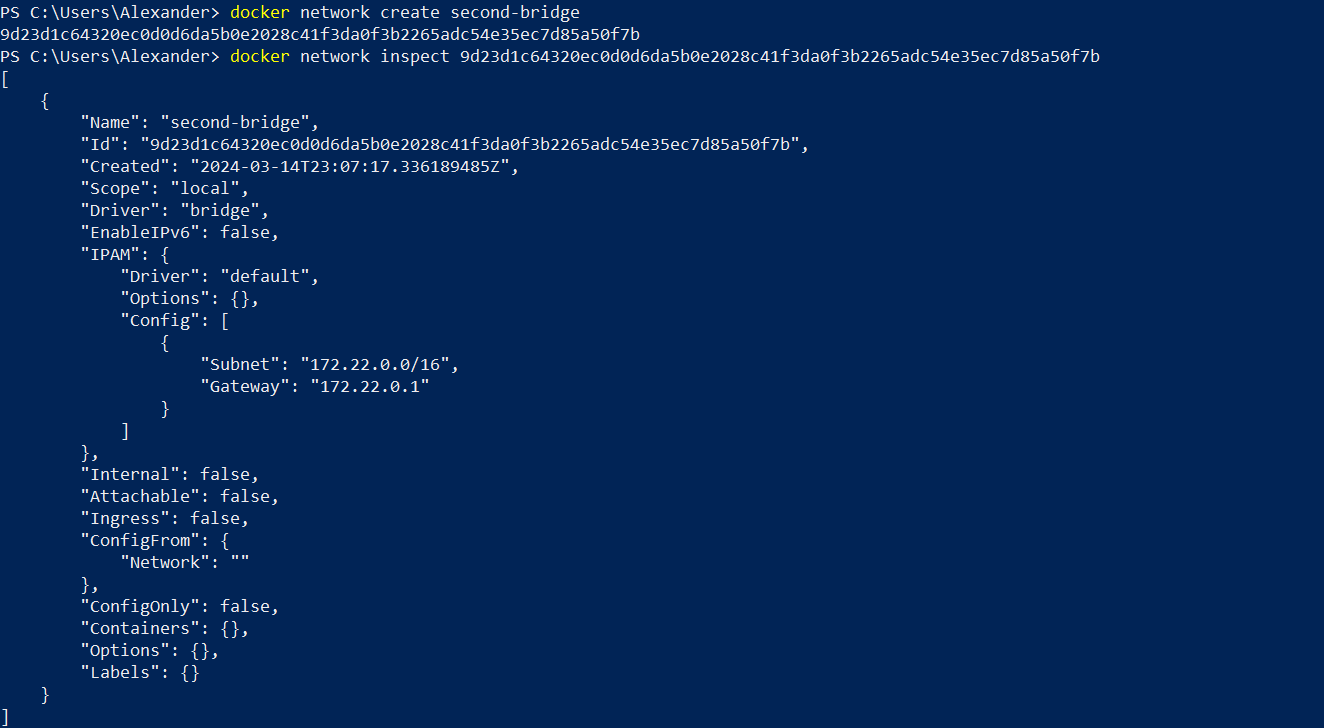 PS C:\Users\Alexander> docker network create second-bridge
9d23d1c64320ec0d0d6da5b0e2028c41f3da0f3b2265adc54e35ec7d85a50f7b
PS C:\Users\Alexander> docker network inspect 9d23d1c64320ec0d0d6da5b0e2028c41f3da0f3b2265adc54e35ec7d85a50f7b
[
    {
        "Name": "second-bridge",
        "Id": "9d23d1c64320ec0d0d6da5b0e2028c41f3da0f3b2265adc54e35ec7d85a50f7b",
        "Created": "2024-03-14T23:07:17.336189485Z",
        "Scope": "local",
        "Driver": "bridge",
        "EnableIPv6": false,
        "IPAM": {
            "Driver": "default",
            "Options": {},
            "Config": [
                {
                    "Subnet": "172.22.0.0/16",
                    "Gateway": "172.22.0.1"
                }
            ]
        },
        "Internal": false,
        "Attachable": false,
        "Ingress": false,
        "ConfigFrom": {
            "Network": ""
        },
        "ConfigOnly": false,
        "Containers": {},
        "Options": {},
        "Labels": {}
    }
]